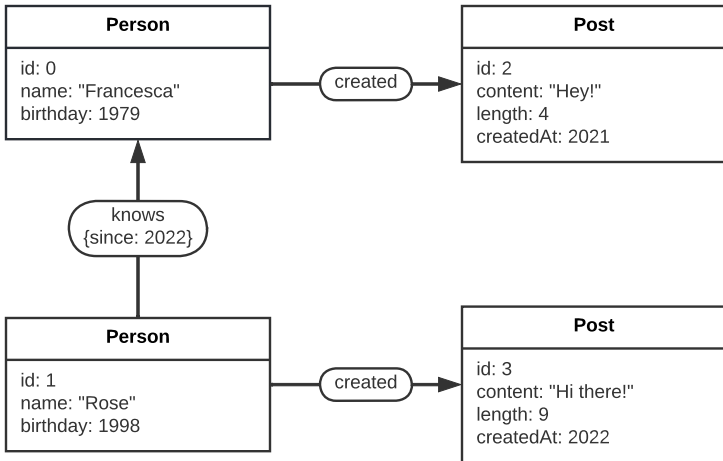 Person
id: 0
name: "Francesca"
birthday: 1979
created
Post
id: 2
content: "Hey!"
length: 4
createdAt: 2021
knows
{since: 2022}
Person
id: 1
name: "Rose"
birthday: 1998
created
Post
id: 3
content: "Hi there!"
length: 9
createdAt: 2022